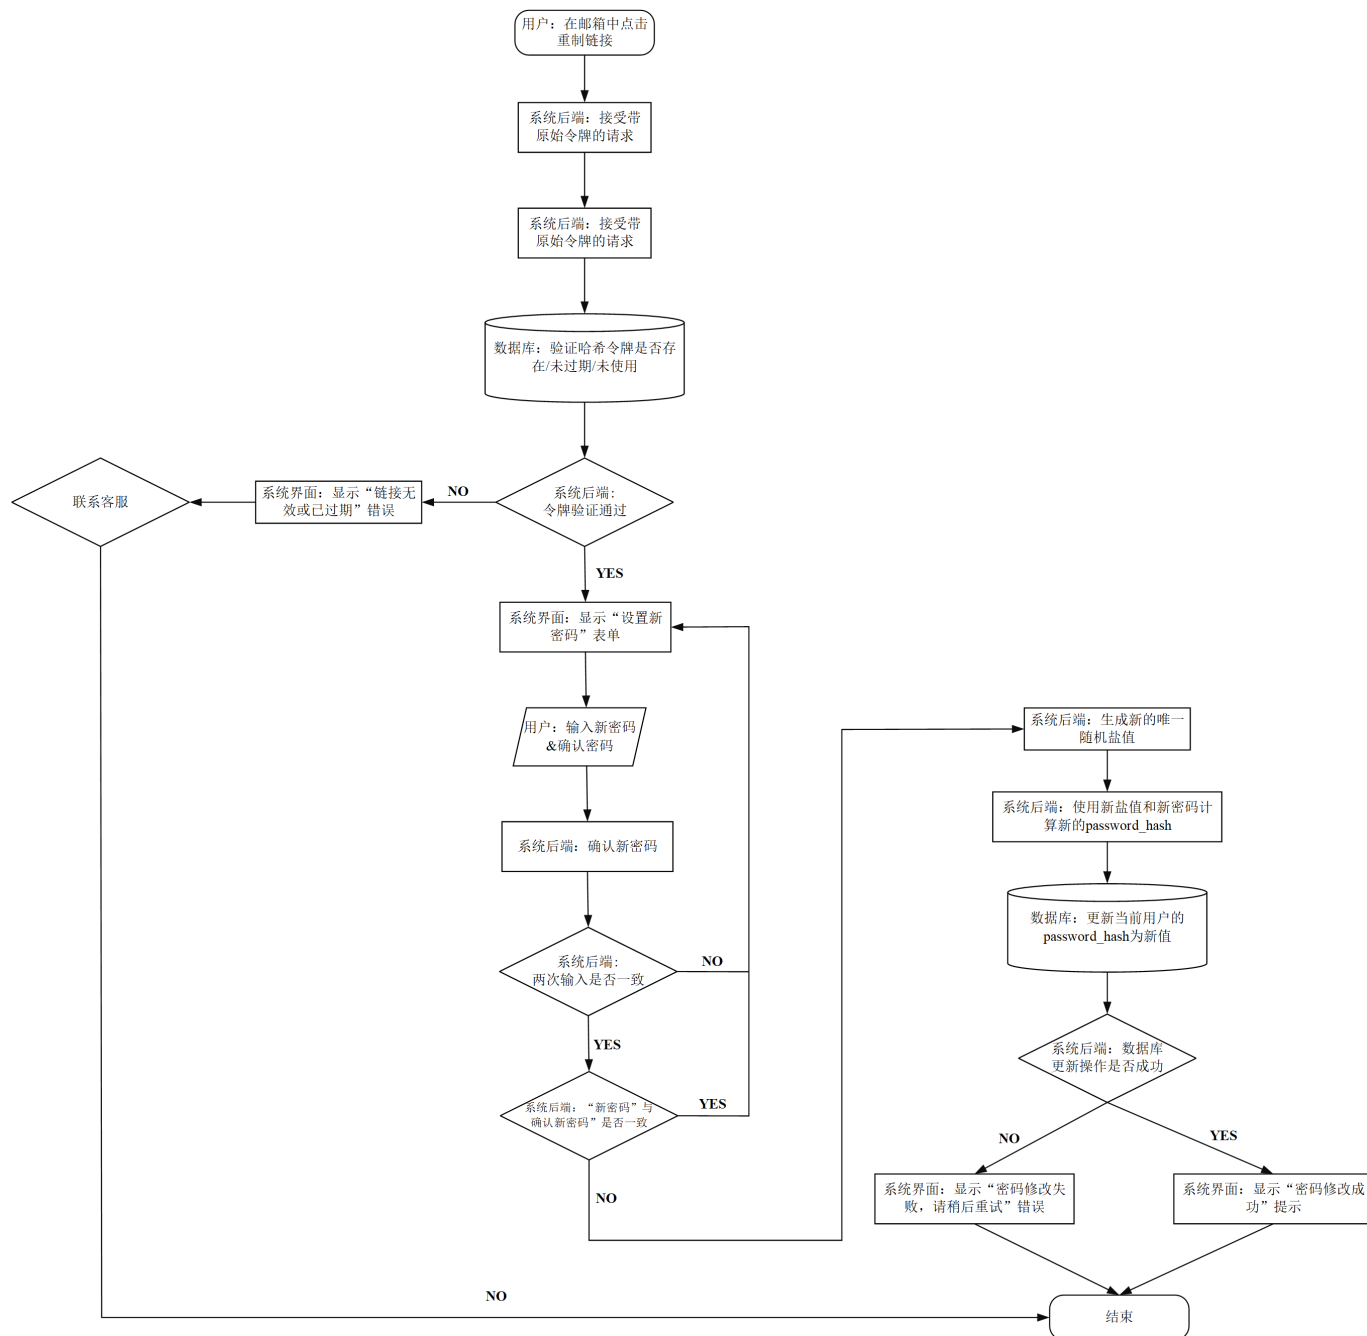 用户：在邮箱中点击
重制链接
系统后端：接受带
原始令牌的请求
系统后端：接受带
原始令牌的请求
数据库：验证哈希令牌是否存
在/未过期/未使用
联系客服
系统界面：显示“链接无
效或已过期”错误
NO
系统后端：
令牌验证通过
YES
系统界面：显示“设置新
密码”表单
用户：输入新密码
&确认密码
系统后端：确认新密码
系统后端：
两次输入是否一致
NO
YES
系统后端：“新密码”与
确认新密码”是否一致
YES
NO
系统后端：生成新的唯一
随机盐值
系统后端：使用新盐值和新密码计
算新的password_hash
数据库：更新当前用户的
password_hash为新值
系统后端：数据库
更新操作是否成功
NO
YES
系统界面：显示“密码修改失
败，请稍后重试”错误
系统界面：显示“密码修改成
功”提示
NO
结束